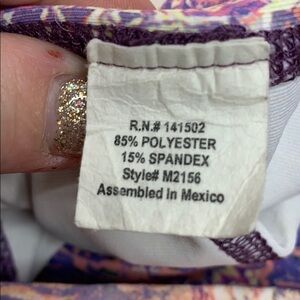 R.N.# 141502
85% POLYESTER
15% SPANDEX
Style# M2156
Assembled in Mexico